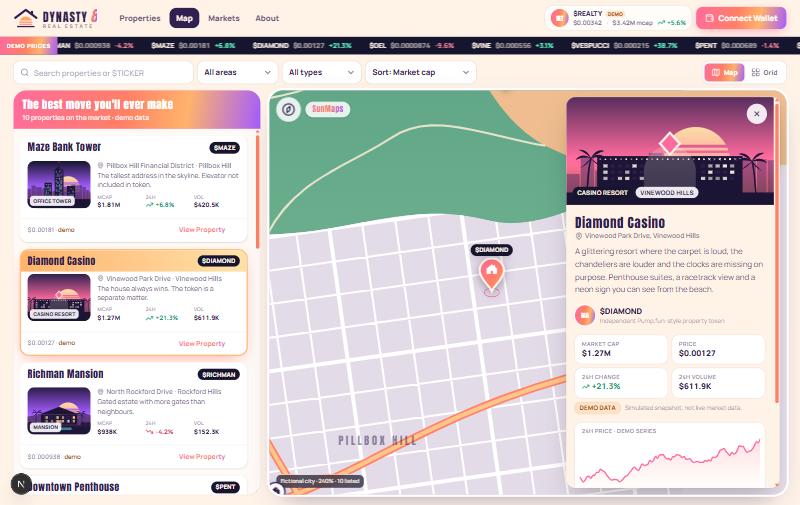 DYNASTY 8
REAL ESTATE
Properties
Map
Markets
About
$REALTY DEMO
$0.00342 · $3.42M mcap +5.6%
Connect Wallet
DEMO PRICES
MAN $0.000938 -4.2%
$MAZE $0.00181 +6.8%
$DIAMOND $0.00127 +21.3%
$DEL $0.0000874 -9.6%
$VINE $0.000556 +3.1%
$VESPUCCI $0.000215 +38.7%
$PENT $0.000689 -1.4%
Search properties or $TICKER
All areas
All types
Sort: Market cap
Map
Grid
The best move you'll ever make
10 properties on the market · demo data
Maze Bank Tower
$MAZE
OFFICE TOWER
Pillbox Hill Financial District · Pillbox Hill
The tallest address in the skyline. Elevator not
included in token.
MCAP 24H VOL
$1.81M +6.8% $420.5K
$0.00181 · demo
View Property
Diamond Casino
$DIAMOND
CASINO RESORT
Vinewood Park Drive · Vinewood Hills
The house always wins. The token is a
separate matter.
MCAP 24H VOL
$1.27M +21.3% $611.9K
$0.00127 · demo
View Property
Richman Mansion
$RICHMAN
MANSION
North Rockford Drive · Rockford Hills
Gated estate with more gates than
neighbours.
MCAP 24H VOL
$938K -4.2% $152.3K
$0.000938 · demo
View Property
N
Downtown Penthouse
$PENT
SunMaps
$DIAMOND
PILLBOX HILL
Fictional city · 240% · 10 listed
CASINO RESORT
VINEWOOD HILLS
Diamond Casino
Vinewood Park Drive, Vinewood Hills
A glittering resort where the carpet is loud, the
chandeliers are louder and the clocks are missing on
purpose. Penthouse suites, a racetrack view and a
neon sign you can see from the beach.
$DIAMOND
Independent Pump.fun-style property token
MARKET CAP
$1.27M
PRICE
$0.00127
24H CHANGE
+21.3%
24H VOLUME
$611.9K
DEMO DATA
Simulated snapshot, not live market data.
24H PRICE · DEMO SERIES